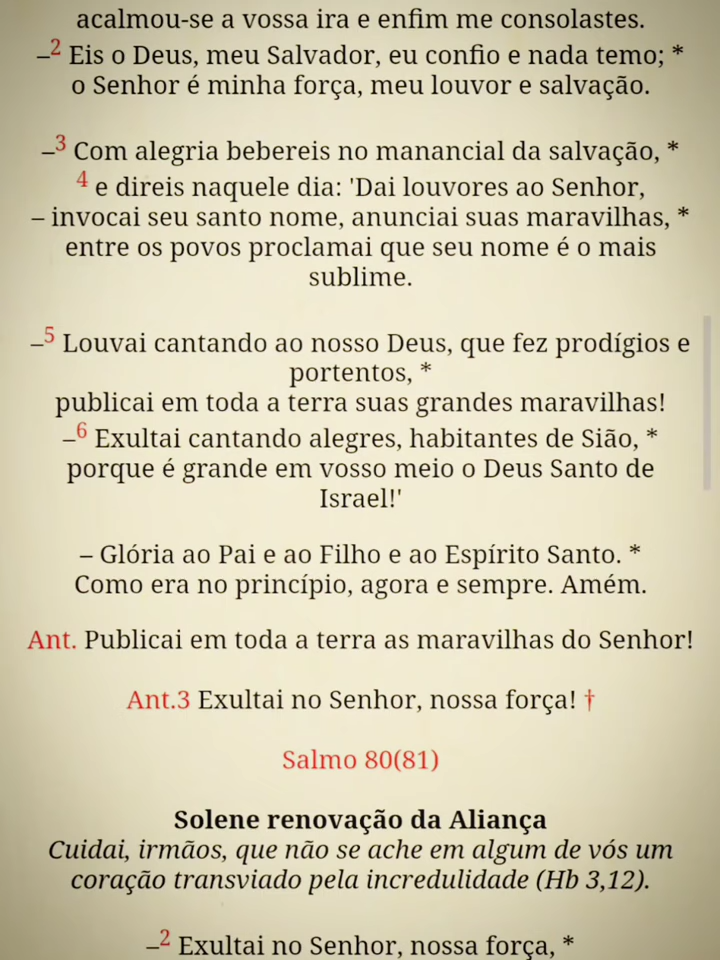 acalmou-se a vossa ira e enfim me consolastes.
–2 Eis o Deus, meu Salvador, eu confio e nada temo; *
o Senhor é minha força, meu louvor e salvação.
–3 Com alegria bebereis no manancial da salvação, *
4 e direis naquele dia: 'Dai louvores ao Senhor,
– invocai seu santo nome, anunciai suas maravilhas, *
entre os povos proclamai que seu nome é o mais
sublime.
–5 Louvai cantando ao nosso Deus, que fez prodígios e
portentos, *
publicai em toda a terra suas grandes maravilhas!
–6 Exultai cantando alegres, habitantes de Sião, *
porque é grande em vosso meio o Deus Santo de
Israel!'
– Glória ao Pai e ao Filho e ao Espírito Santo. *
Como era no princípio, agora e sempre. Amém.
Ant. Publicai em toda a terra as maravilhas do Senhor!
Ant.3 Exultai no Senhor, nossa força! †
Salmo 80(81)
Solene renovação da Aliança
Cuidai, irmãos, que não se ache em algum de vós um
coração transviado pela incredulidade (Hb 3,12).
–2 Exultai no Senhor, nossa força, *